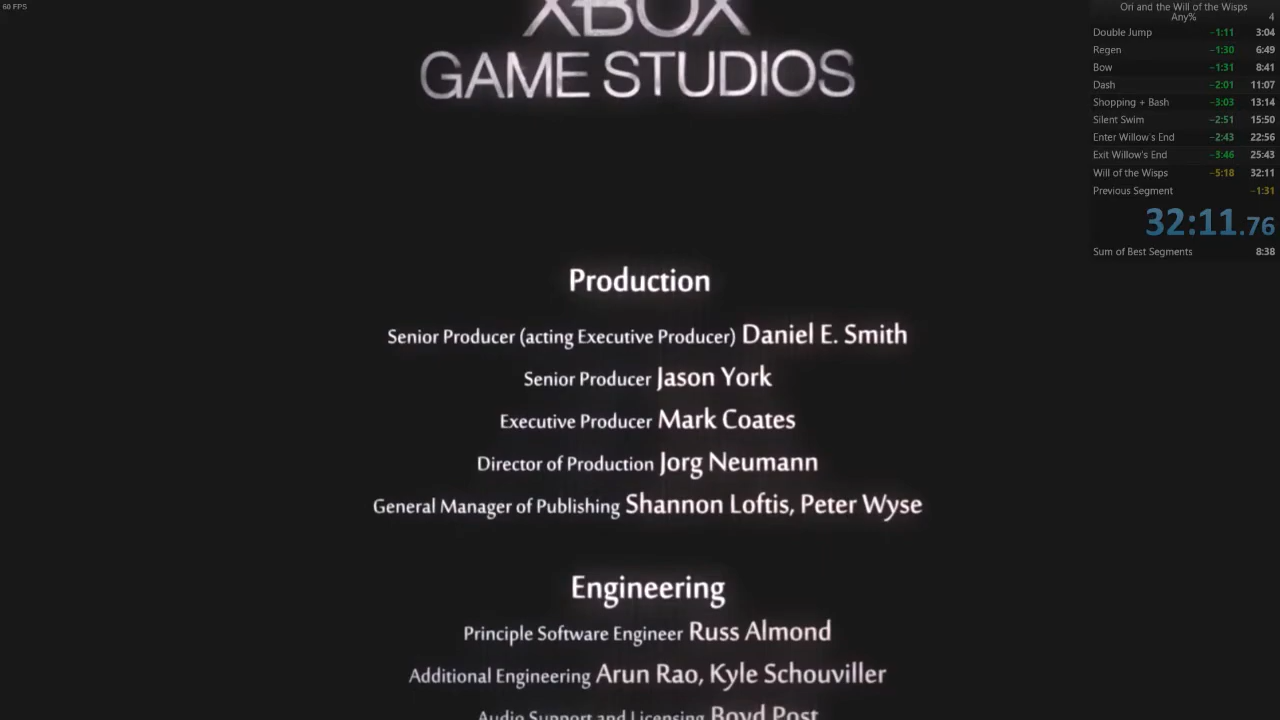 60 FPS
XBOX
GAME STUDIOS
Production
Senior Producer (acting Executive Producer) Daniel E. Smith
Senior Producer Jason York
Executive Producer Mark Coates
Director of Production Jorg Neumann
General Manager of Publishing Shannon Loftis, Peter Wyse
Engineering
Principle Software Engineer Russ Almond
Additional Engineering Arun Rao, Kyle Schouviller
Audio Support and Licensing Boyd Post
Ori and the Will of the Wisps
Any% 4
Double Jump −1:11 3:04
Regen −1:30 6:49
Bow −1:31 8:41
Dash −2:01 11:07
Shopping + Bash −3:03 13:14
Silent Swim −2:51 15:50
Enter Willow's End −2:43 22:56
Exit Willow's End −3:46 25:43
Will of the Wisps −5:18 32:11
Previous Segment −1:31
32:11.76
Sum of Best Segments 8:38